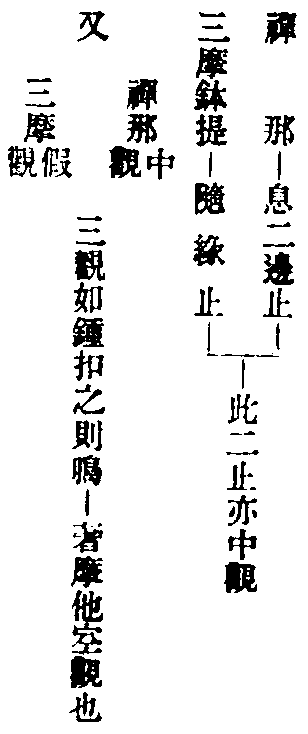 禪那—息二邊止
三摩鉢提—隨緣止
此二止亦中觀
又
禪那中觀
三摩假觀
三觀如鍾扣之則鳴—奢摩他空觀也